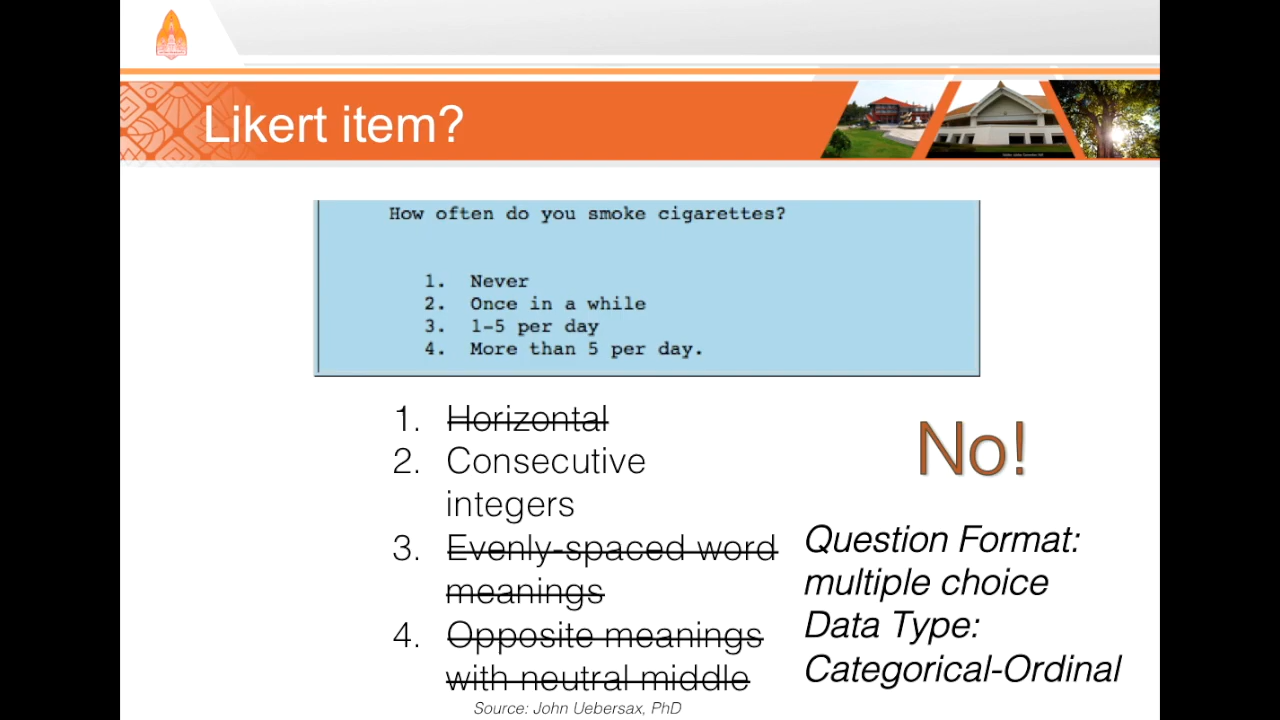 Likert item?
How often do you smoke cigarettes?
1. Never
2. Once in a while
3. 1-5 per day
4. More than 5 per day.
1. Horizontal
2. Consecutive
integers
3. Evenly-spaced word
meanings
4. Opposite meanings
with neutral middle
No!
Question Format:
multiple choice
Data Type:
Categorical-Ordinal
Source: John Uebersax, PhD